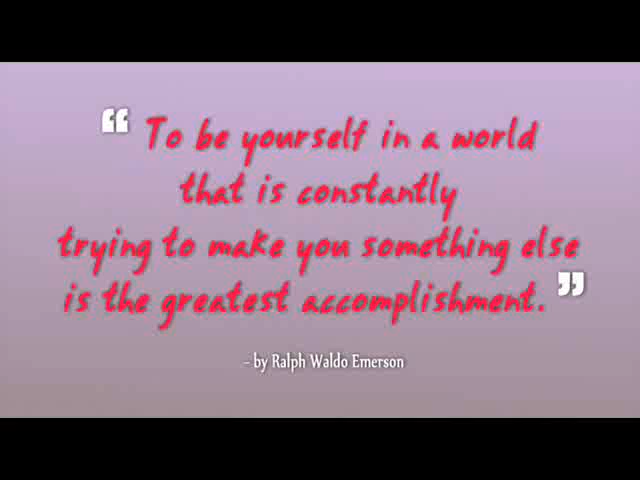 “ To be yourself in a world
that is constantly
trying to make you something else
is the greatest accomplishment. ”
- by Ralph Waldo Emerson